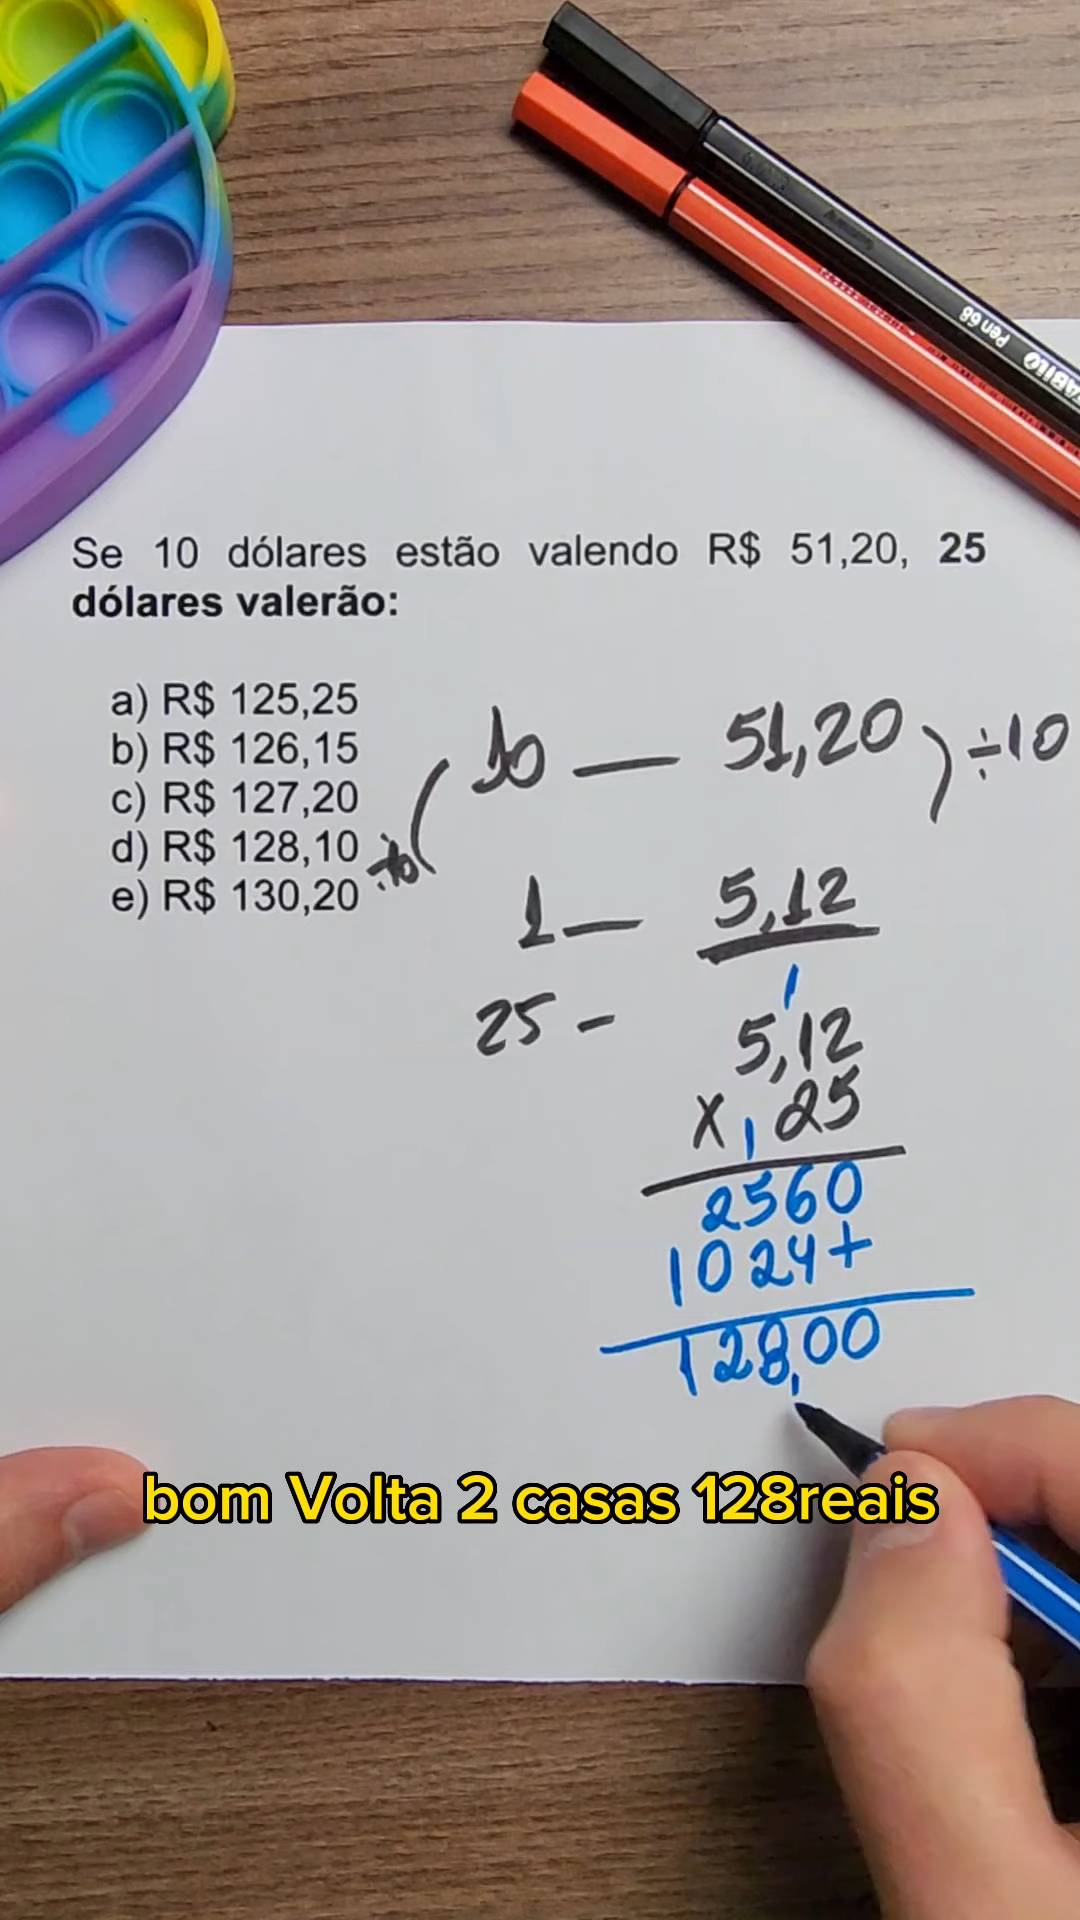 Pen 68
Se 10 dólares estão valendo R$ 51,20, 25
dólares valerão:
a) R$ 125,25
b) R$ 126,15
c) R$ 127,20
d) R$ 128,10
e) R$ 130,20
10 — 51,20 ) ÷10
÷10 (
1 — 5,12
25 -
1
5,12
x 25
1
2560
1024+
128,00
bom Volta 2 casas 128reais